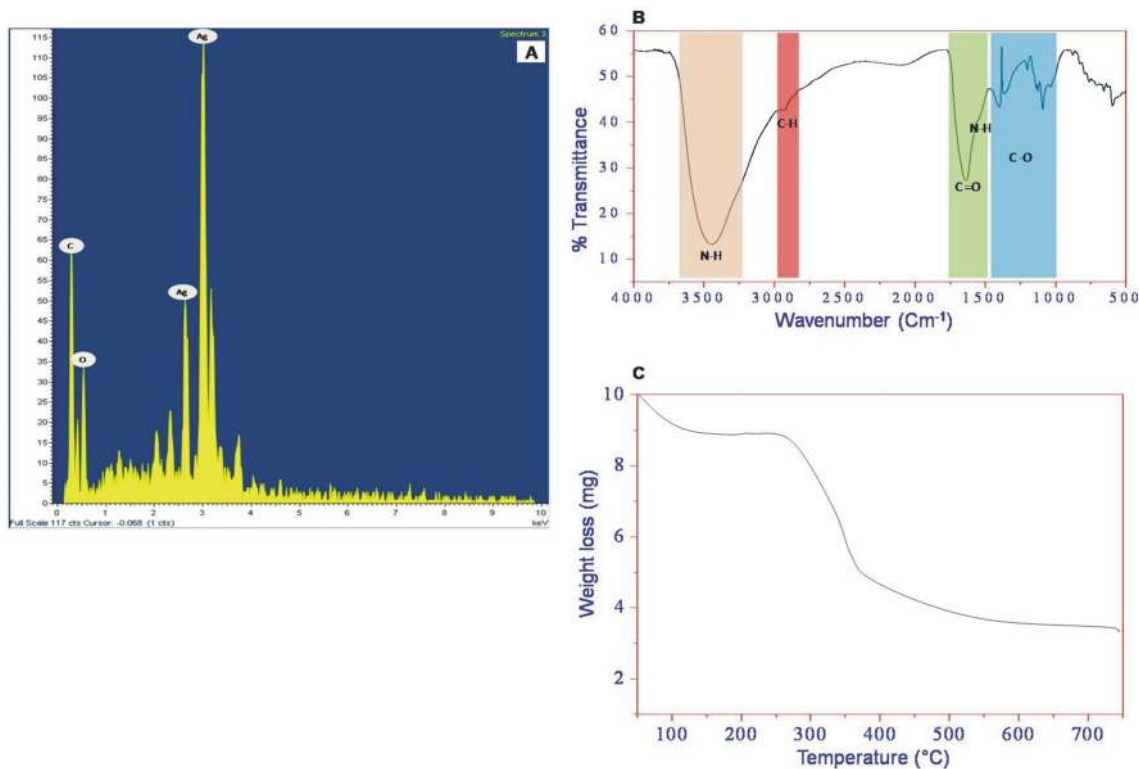 Spectrum 3
A
115
110
105
100
95
90
85
80
75
70
65
60
55
50
45
40
35
30
25
20
15
10
5
0
Ag
C
Ag
O
0 1 2 3 4 5 6 7 8 9 10
Full Scale 117 cts Cursor: -0.068 (1 cts) keV
B
60
50
40
30
20
10
% Transmittance
C-H
N-H
C-O
C=O
N-H
4000 3500 3000 2500 2000 1500 1000 500
Wavenumber (Cm⁻¹)
C
10
8
6
4
2
Weight loss (mg)
100 200 300 400 500 600 700
Temperature (°C)